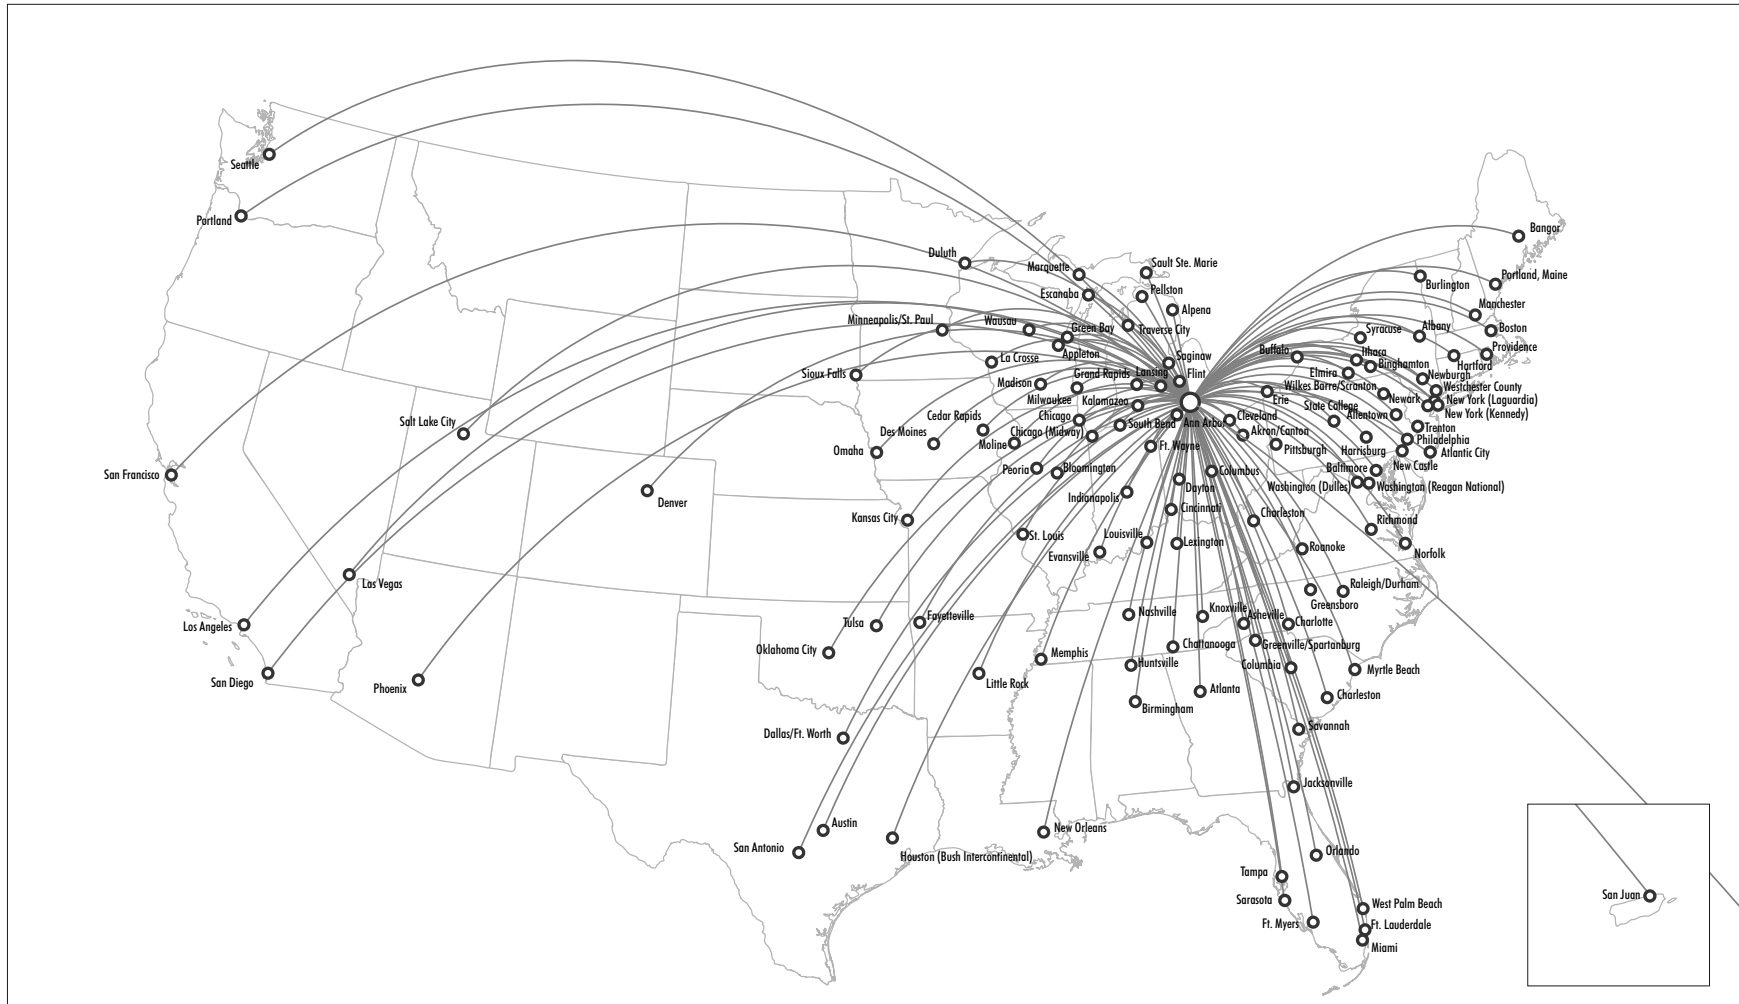 Seattle
Portland
Bangor
Duluth
Marquette
Sault Ste. Marie
Portland, Maine
Burlington
Escanaba
Pellston
Alpena
Manchester
Minneapolis/St. Paul
Wausau
Green Bay
Traverse City
Syracuse
Albany
Boston
Appleton
Buffalo
Ithaca
Providence
Saginaw
Binghamton
Hartford
La Crosse
Sioux Falls
Grand Rapids
Lansing
Flint
Elmira
Newburgh
Madison
Wilkes Barre/Scranton
Westchester County
Milwaukee
Kalamazoo
Erie
Newark
New York (Laguardia)
State College
New York (Kennedy)
Salt Lake City
Cedar Rapids
Chicago
South Bend
Ann Arbor
Cleveland
Allentown
Des Moines
Chicago (Midway)
Akron/Canton
Trenton
Moline
Philadelphia
Omaha
Ft. Wayne
Pittsburgh
Harrisburg
Atlantic City
San Francisco
Peoria
Bloomington
Columbus
Baltimore
New Castle
Denver
Indianapolis
Dayton
Washington (Dulles)
Washington (Reagan National)
Kansas City
Cincinnati
Charleston
Richmond
St. Louis
Louisville
Lexington
Evansville
Roanoke
Norfolk
Las Vegas
Raleigh/Durham
Greensboro
Los Angeles
Tulsa
Fayetteville
Nashville
Knoxville
Asheville
Charlotte
Oklahoma City
Memphis
Chattanooga
Greenville/Spartanburg
Huntsville
Columbia
Myrtle Beach
San Diego
Phoenix
Little Rock
Atlanta
Charleston
Birmingham
Dallas/Ft. Worth
Savannah
Jacksonville
Austin
New Orleans
San Antonio
Houston (Bush Intercontinental)
Orlando
Tampa
San Juan
Sarasota
West Palm Beach
Ft. Myers
Ft. Lauderdale
Miami